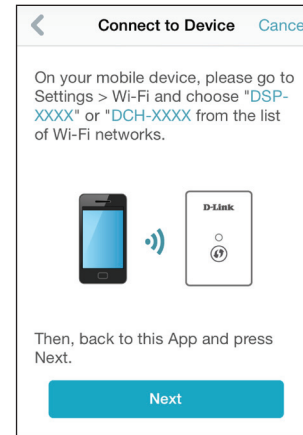 Connect to Device Cance
On your mobile device, please go to
Settings > Wi-Fi and choose "DSP-
XXXX" or "DCH-XXXX from the list
of Wi-Fi networks.
D-Link
Then, back to this App and press
Next.
Next